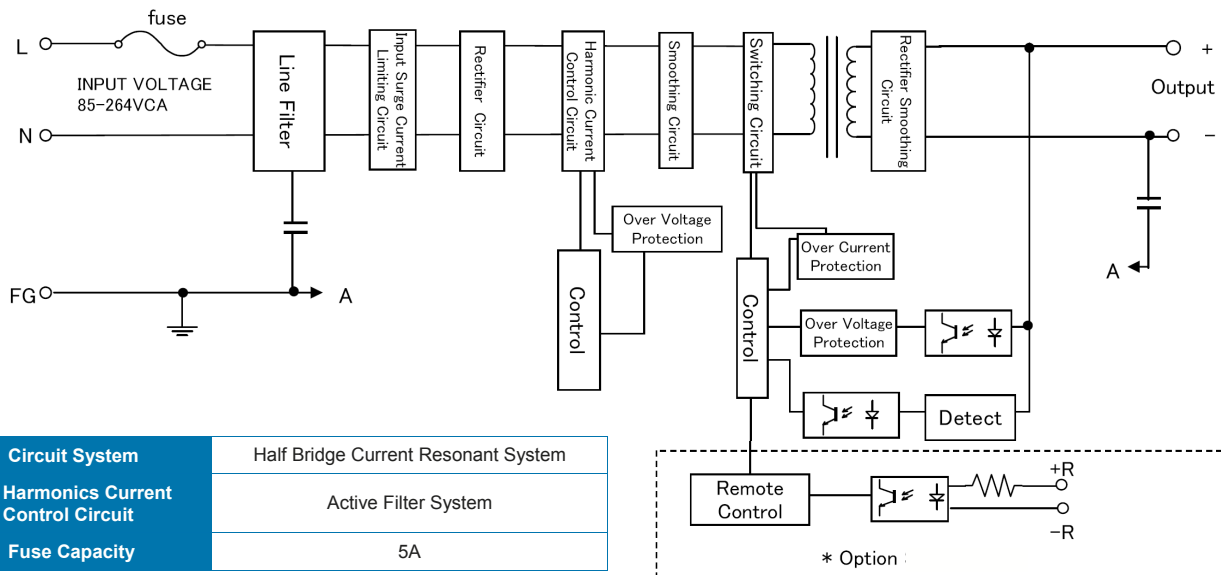 fuse
L
INPUT VOLTAGE
85-264VCA
N
FG
A
Line Filter
Input Surge Current
Limiting Circuit
Rectifier Circuit
Harmonic Current
Control Circuit
Smoothing Circuit
Switching Circuit
Rectifier Smoothing
Circuit
+
Output
-
A
Over Voltage
Protection
Control
Over Current
Protection
Control
Over Voltage
Protection
Detect
Remote
Control
+R
-R
* Option :
Circuit System
Half Bridge Current Resonant System
Harmonics Current
Control Circuit
Active Filter System
Fuse Capacity
5A